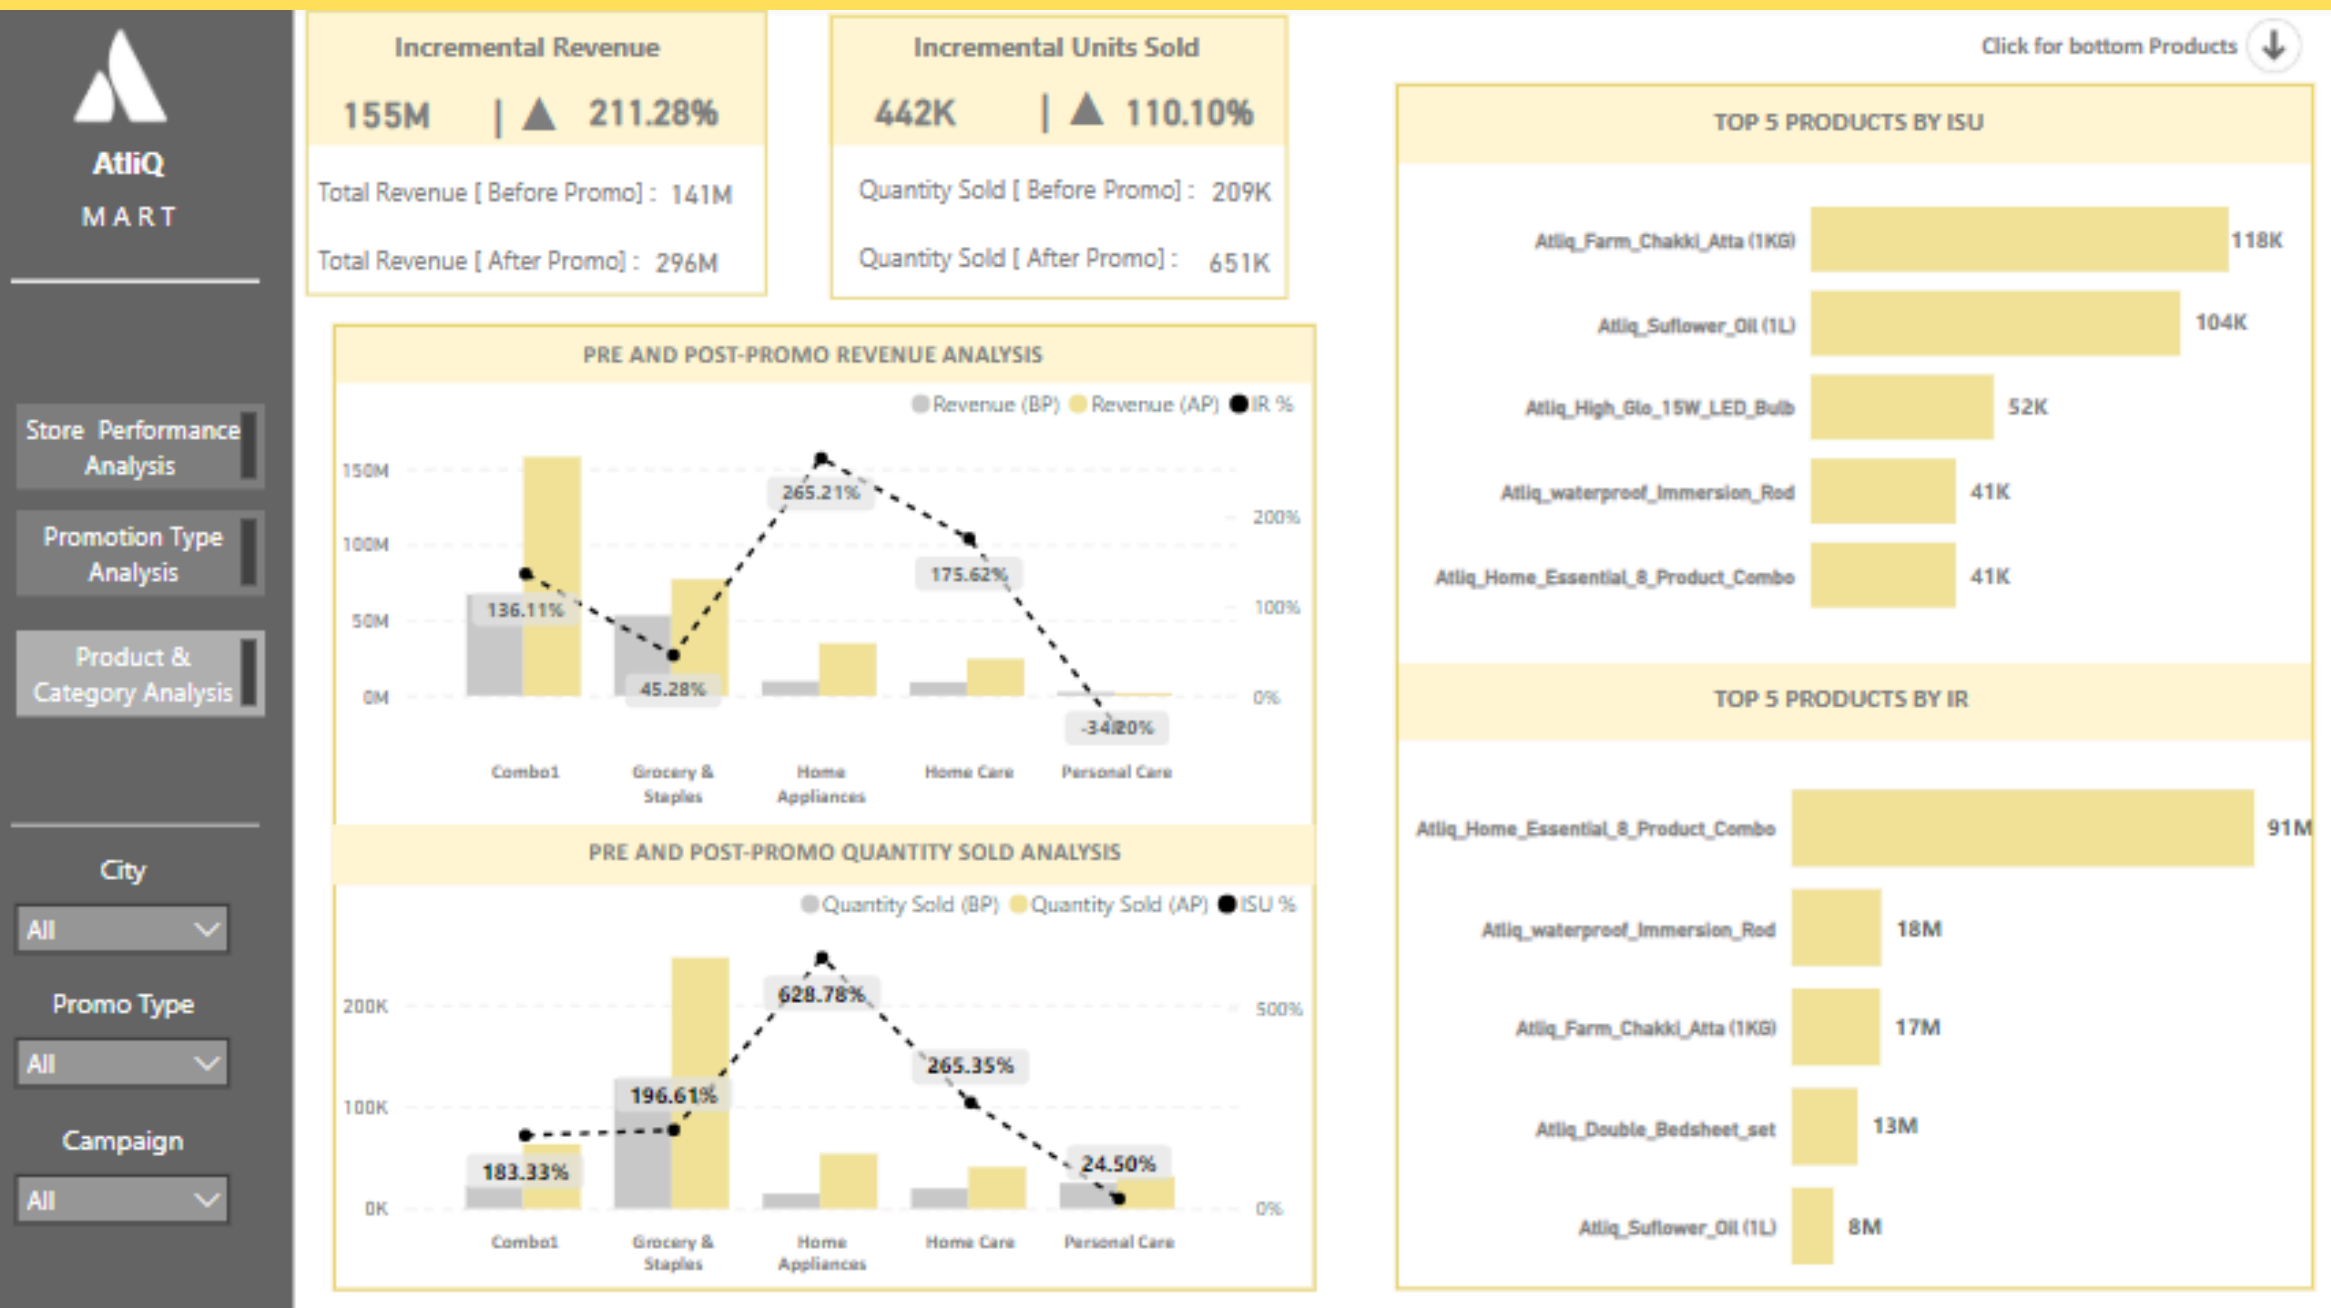 AtliQ
MART
Store Performance
Analysis
Promotion Type
Analysis
Product &
Category Analysis
City
All
Promo Type
All
Campaign
All
Incremental Revenue
155M | ▲ 211.28%
Total Revenue [ Before Promo] : 141M
Total Revenue [ After Promo] : 296M
Incremental Units Sold
442K | ▲ 110.10%
Quantity Sold [ Before Promo] : 209K
Quantity Sold [ After Promo] : 651K
PRE AND POST-PROMO REVENUE ANALYSIS
Revenue (BP) Revenue (AP) IR %
150M
100M
50M
0M
200%
100%
0%
136.11%
45.28%
265.21%
175.62%
-34.20%
Combo1
Grocery &
Staples
Home
Appliances
Home Care
Personal Care
PRE AND POST-PROMO QUANTITY SOLD ANALYSIS
Quantity Sold (BP) Quantity Sold (AP) ISU %
200K
100K
0K
500%
0%
183.33%
196.61%
628.78%
265.35%
24.50%
Combo1
Grocery &
Staples
Home
Appliances
Home Care
Personal Care
Click for bottom Products
TOP 5 PRODUCTS BY ISU
Atliq_Farm_Chakki_Atta (1KG) 118K
Atliq_Suflower_Oil (1L) 104K
Atliq_High_Glo_15W_LED_Bulb 52K
Atliq_waterproof_Immersion_Rod 41K
Atliq_Home_Essential_8_Product_Combo 41K
TOP 5 PRODUCTS BY IR
Atliq_Home_Essential_8_Product_Combo 91M
Atliq_waterproof_Immersion_Rod 18M
Atliq_Farm_Chakki_Atta (1KG) 17M
Atliq_Double_Bedsheet_set 13M
Atliq_Suflower_Oil (1L) 8M